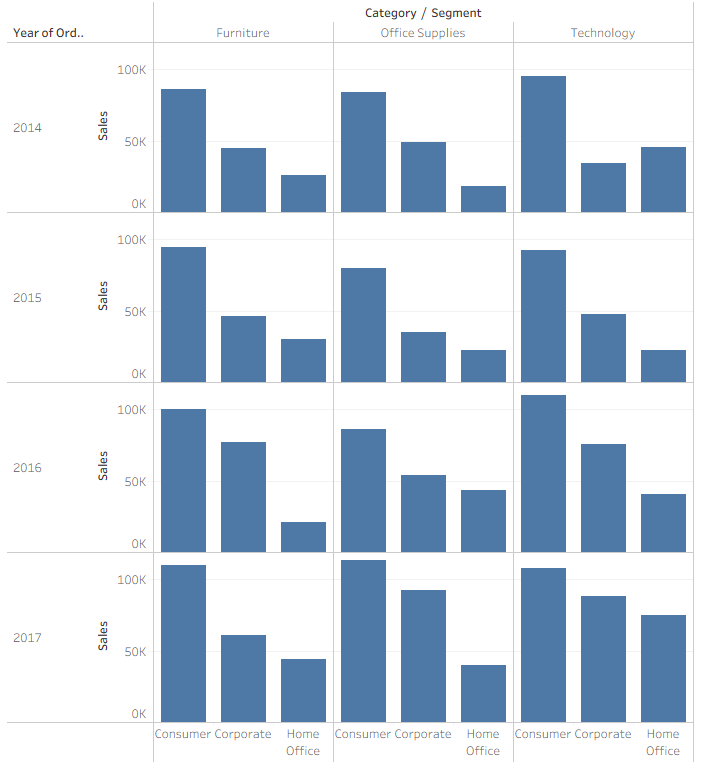 Category / Segment
Year of Ord..
Furniture
Office Supplies
Technology
100K
2014
Sales
50K
0K
100K
2015
Sales
50K
0K
100K
2016
Sales
50K
0K
100K
2017
Sales
50K
0K
Consumer Corporate Home Office
Consumer Corporate Home Office
Consumer Corporate Home Office